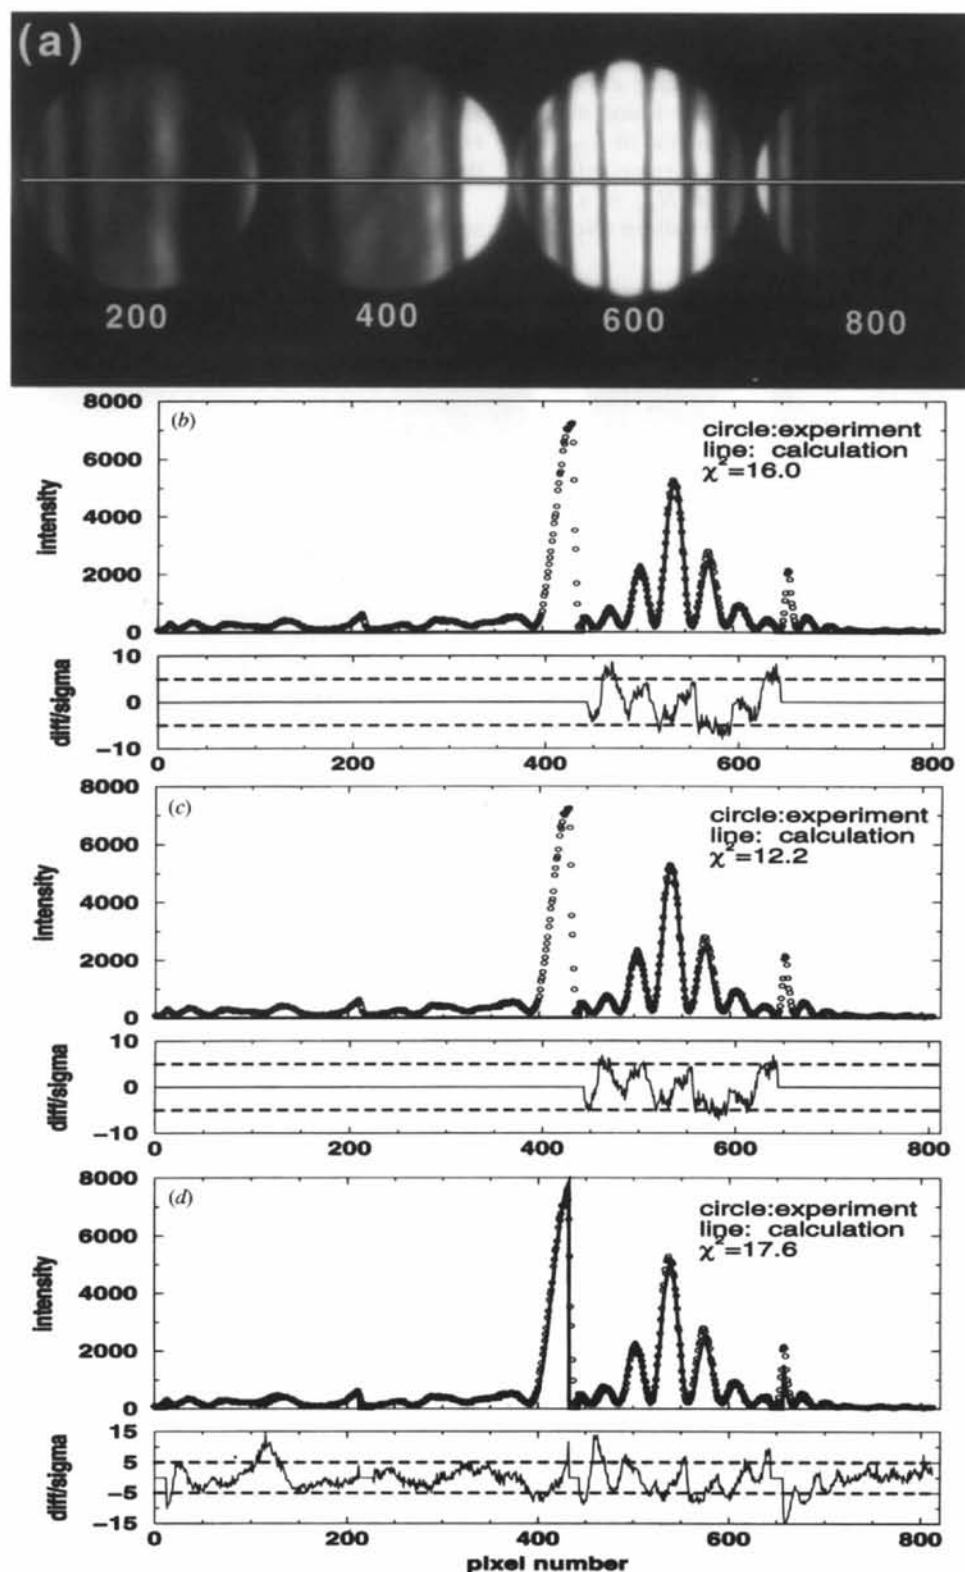 (a)
200 400 600 800
(b)
circle:experiment
line: calculation
χ²=16.0
intensity
8000
6000
4000
2000
0
diff/sigma
10
0
−10
0 200 400 600 800
(c)
circle:experiment
line: calculation
χ²=12.2
intensity
8000
6000
4000
2000
0
diff/sigma
10
0
−10
0 200 400 600 800
(d)
circle:experiment
line: calculation
χ²=17.6
intensity
8000
6000
4000
2000
0
diff/sigma
15
5
−5
−15
0 200 400 600 800
pixel number